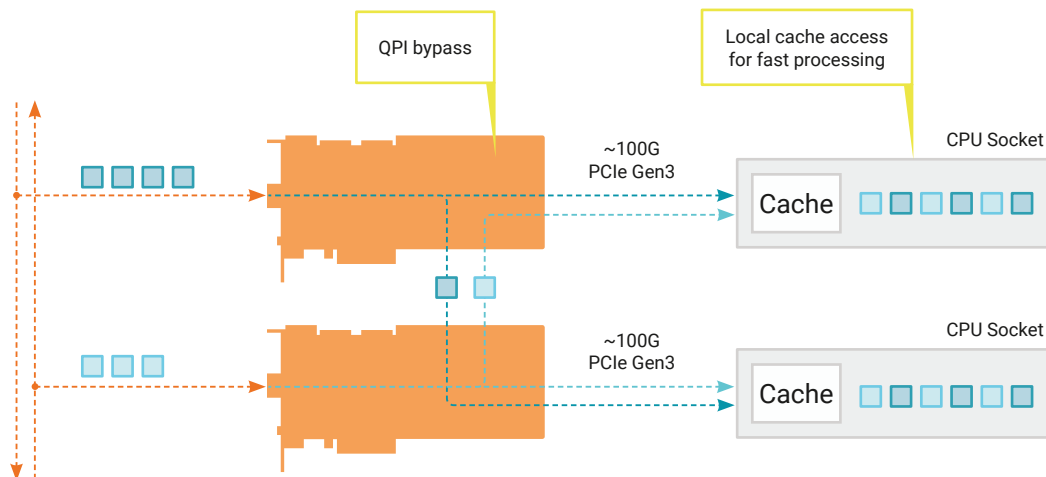 QPI bypass
Local cache access
for fast processing
~100G
PCIe Gen3
CPU Socket
Cache
~100G
PCIe Gen3
CPU Socket
Cache